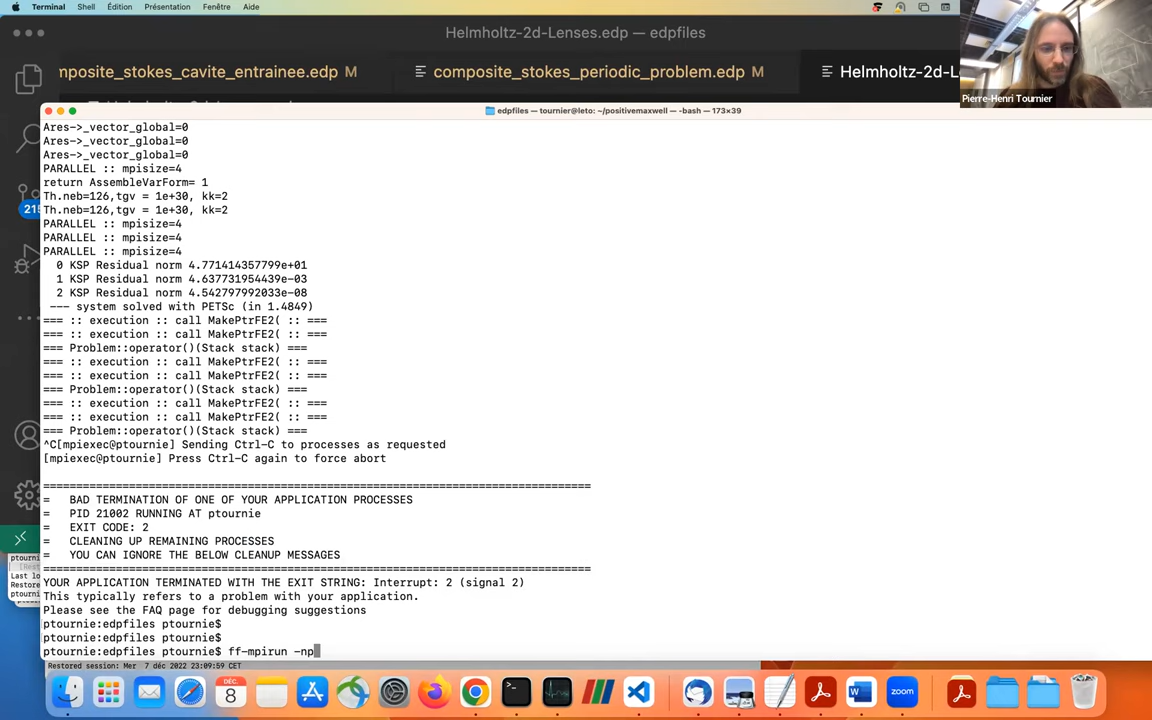 Terminal Shell Édition Présentation Fenêtre Aide
Helmholtz-2d-Lenses.edp — edpfiles
mposite_stokes_cavite_entrainee.edp M
composite_stokes_periodic_problem.edp M
Helmholtz-2d-L
Pierre-Henri Tournier
edpfiles — tournier@leto: ~/positivemaxwell — -bash — 173×39
Ares->_vector_global=0
Ares->_vector_global=0
Ares->_vector_global=0
PARALLEL :: mpisize=4
return AssembleVarForm= 1
Th.neb=126,tgv = 1e+30, kk=2
Th.neb=126,tgv = 1e+30, kk=2
PARALLEL :: mpisize=4
PARALLEL :: mpisize=4
PARALLEL :: mpisize=4
0 KSP Residual norm 4.771414357799e+01
1 KSP Residual norm 4.637731954439e-03
2 KSP Residual norm 4.542797992033e-08
--- system solved with PETSc (in 1.4849)
=== :: execution :: call MakePtrFE2( :: ===
=== :: execution :: call MakePtrFE2( :: ===
=== Problem::operator()(Stack stack) ===
=== :: execution :: call MakePtrFE2( :: ===
=== :: execution :: call MakePtrFE2( :: ===
=== Problem::operator()(Stack stack) ===
=== :: execution :: call MakePtrFE2( :: ===
=== :: execution :: call MakePtrFE2( :: ===
=== Problem::operator()(Stack stack) ===
^C[mpiexec@ptournie] Sending Ctrl-C to processes as requested
[mpiexec@ptournie] Press Ctrl-C again to force abort
===================================================================================
= BAD TERMINATION OF ONE OF YOUR APPLICATION PROCESSES
= PID 21002 RUNNING AT ptournie
= EXIT CODE: 2
= CLEANING UP REMAINING PROCESSES
= YOU CAN IGNORE THE BELOW CLEANUP MESSAGES
===================================================================================
YOUR APPLICATION TERMINATED WITH THE EXIT STRING: Interrupt: 2 (signal 2)
This typically refers to a problem with your application.
Please see the FAQ page for debugging suggestions
ptournie:edpfiles ptournie$
ptournie:edpfiles ptournie$
ptournie:edpfiles ptournie$ ff-mpirun -np
215
ptournie
Last lo
Restore
ptourni
Restored session: Mer 7 déc 2022 23:09:59 CET
DÉC.
8
zoom